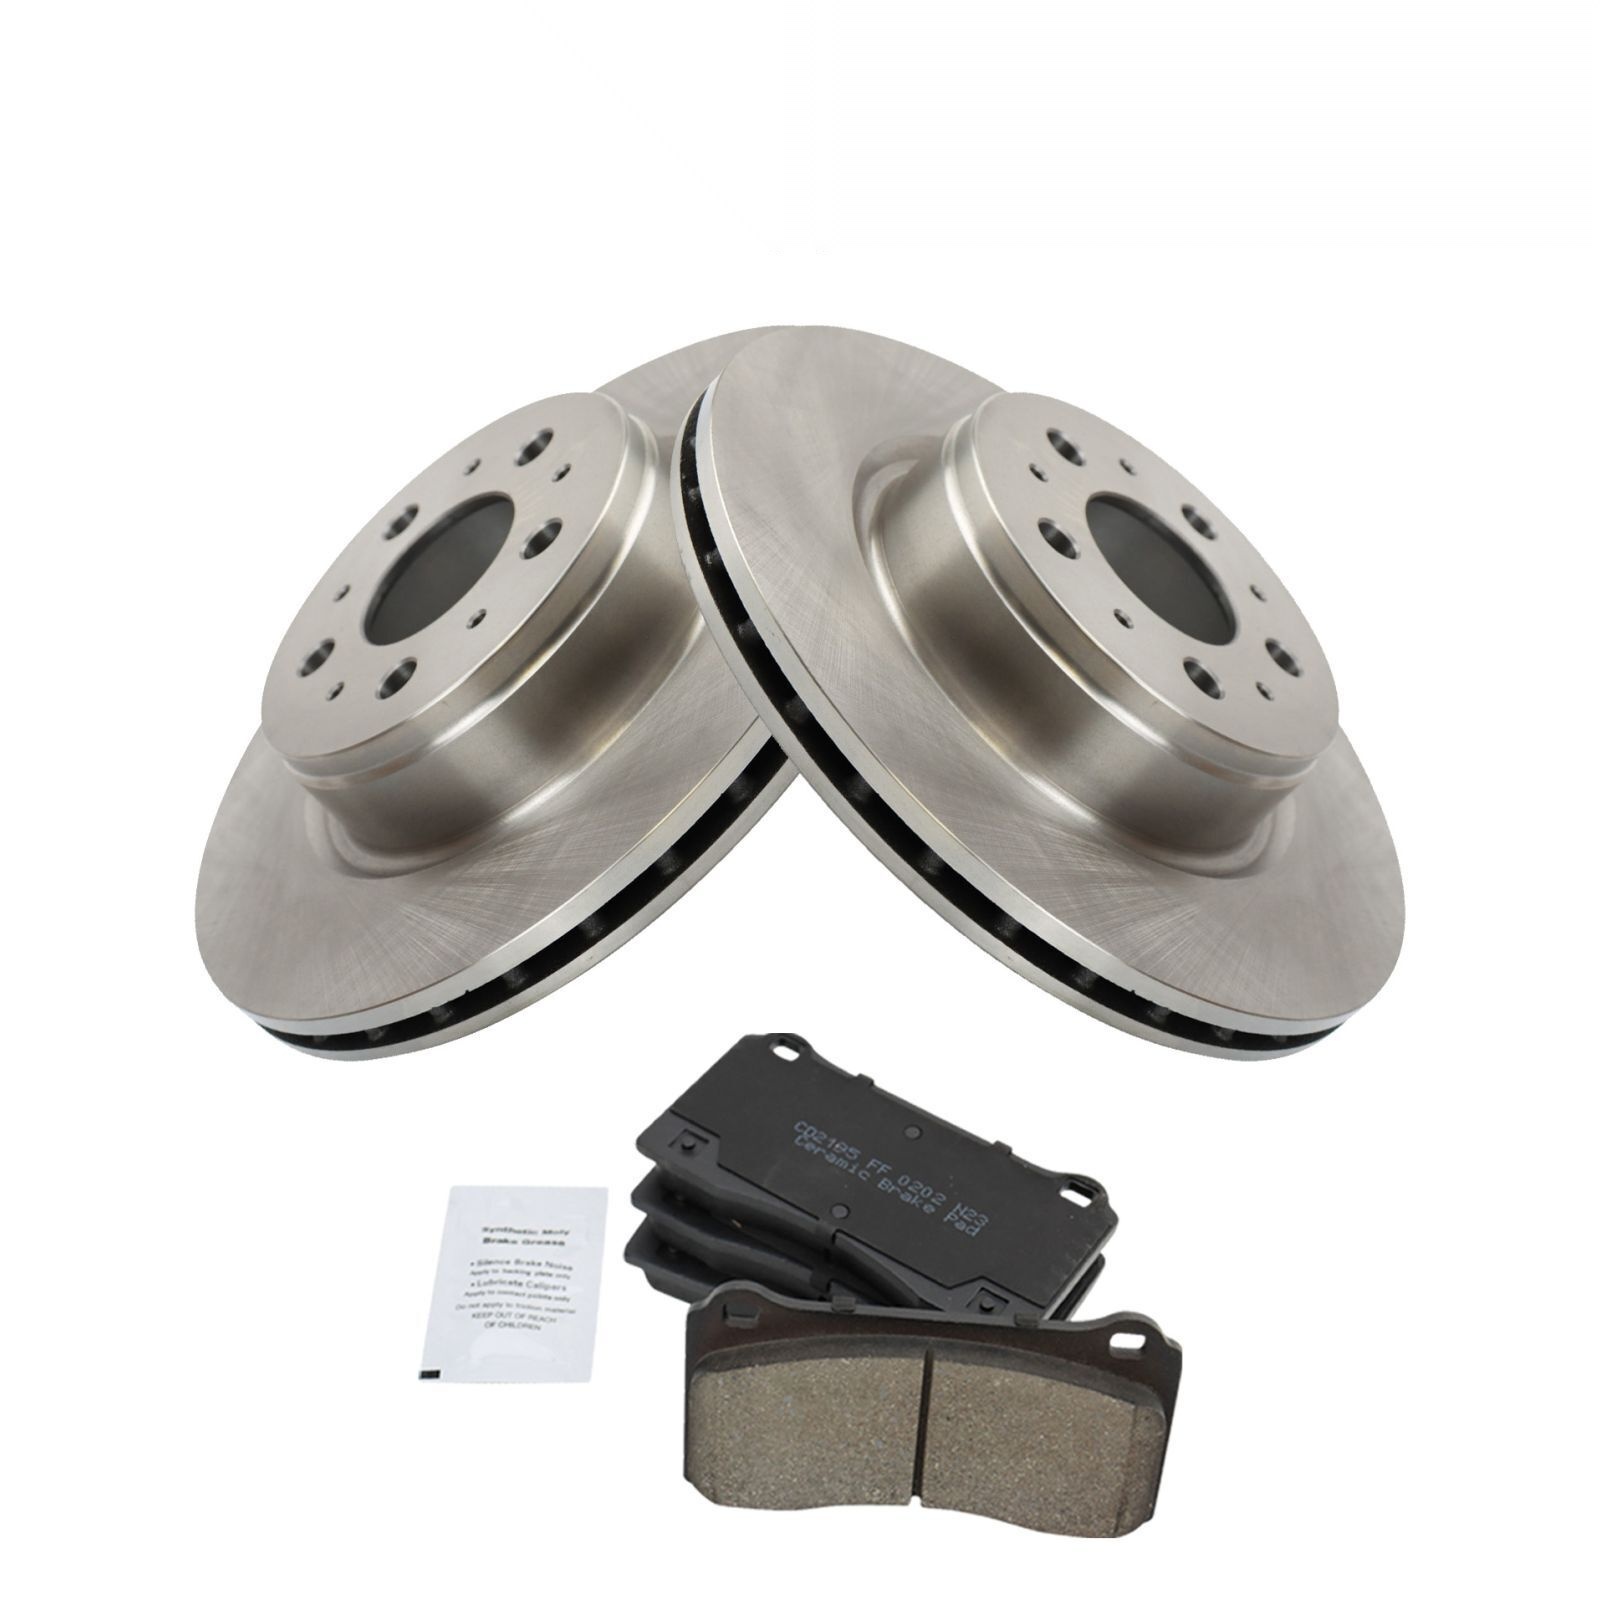 CD2185 FF 0202 N23
Ceramic Brake Pad
Synthetic Moly
Brake Grease
• Silence Brake Noise
Apply to backing plate only
• Lubricate Calipers
Apply to contact points only
Do not apply to friction material
KEEP OUT OF REACH
OF CHILDREN